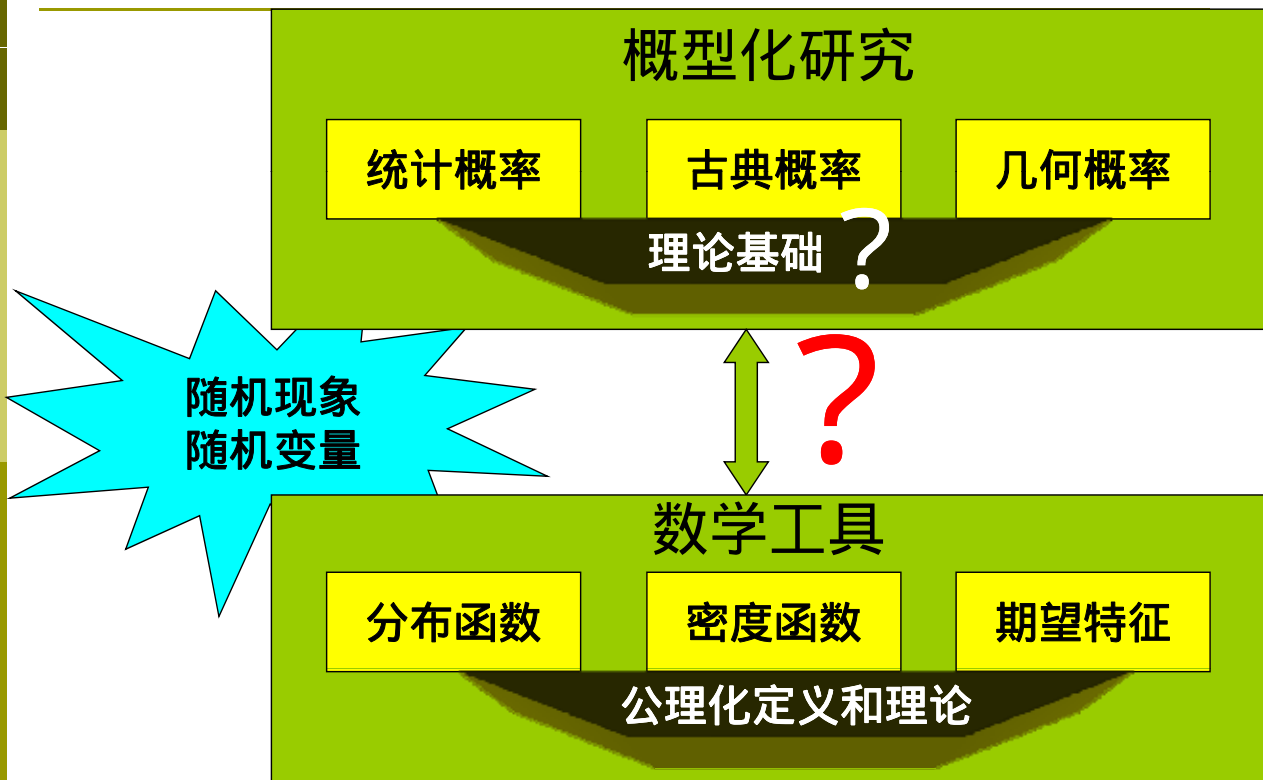 概型化研究
统计概率
古典概率
几何概率
理论基础?
随机现象
随机变量
?
数学工具
分布函数
密度函数
期望特征
公理化定义和理论